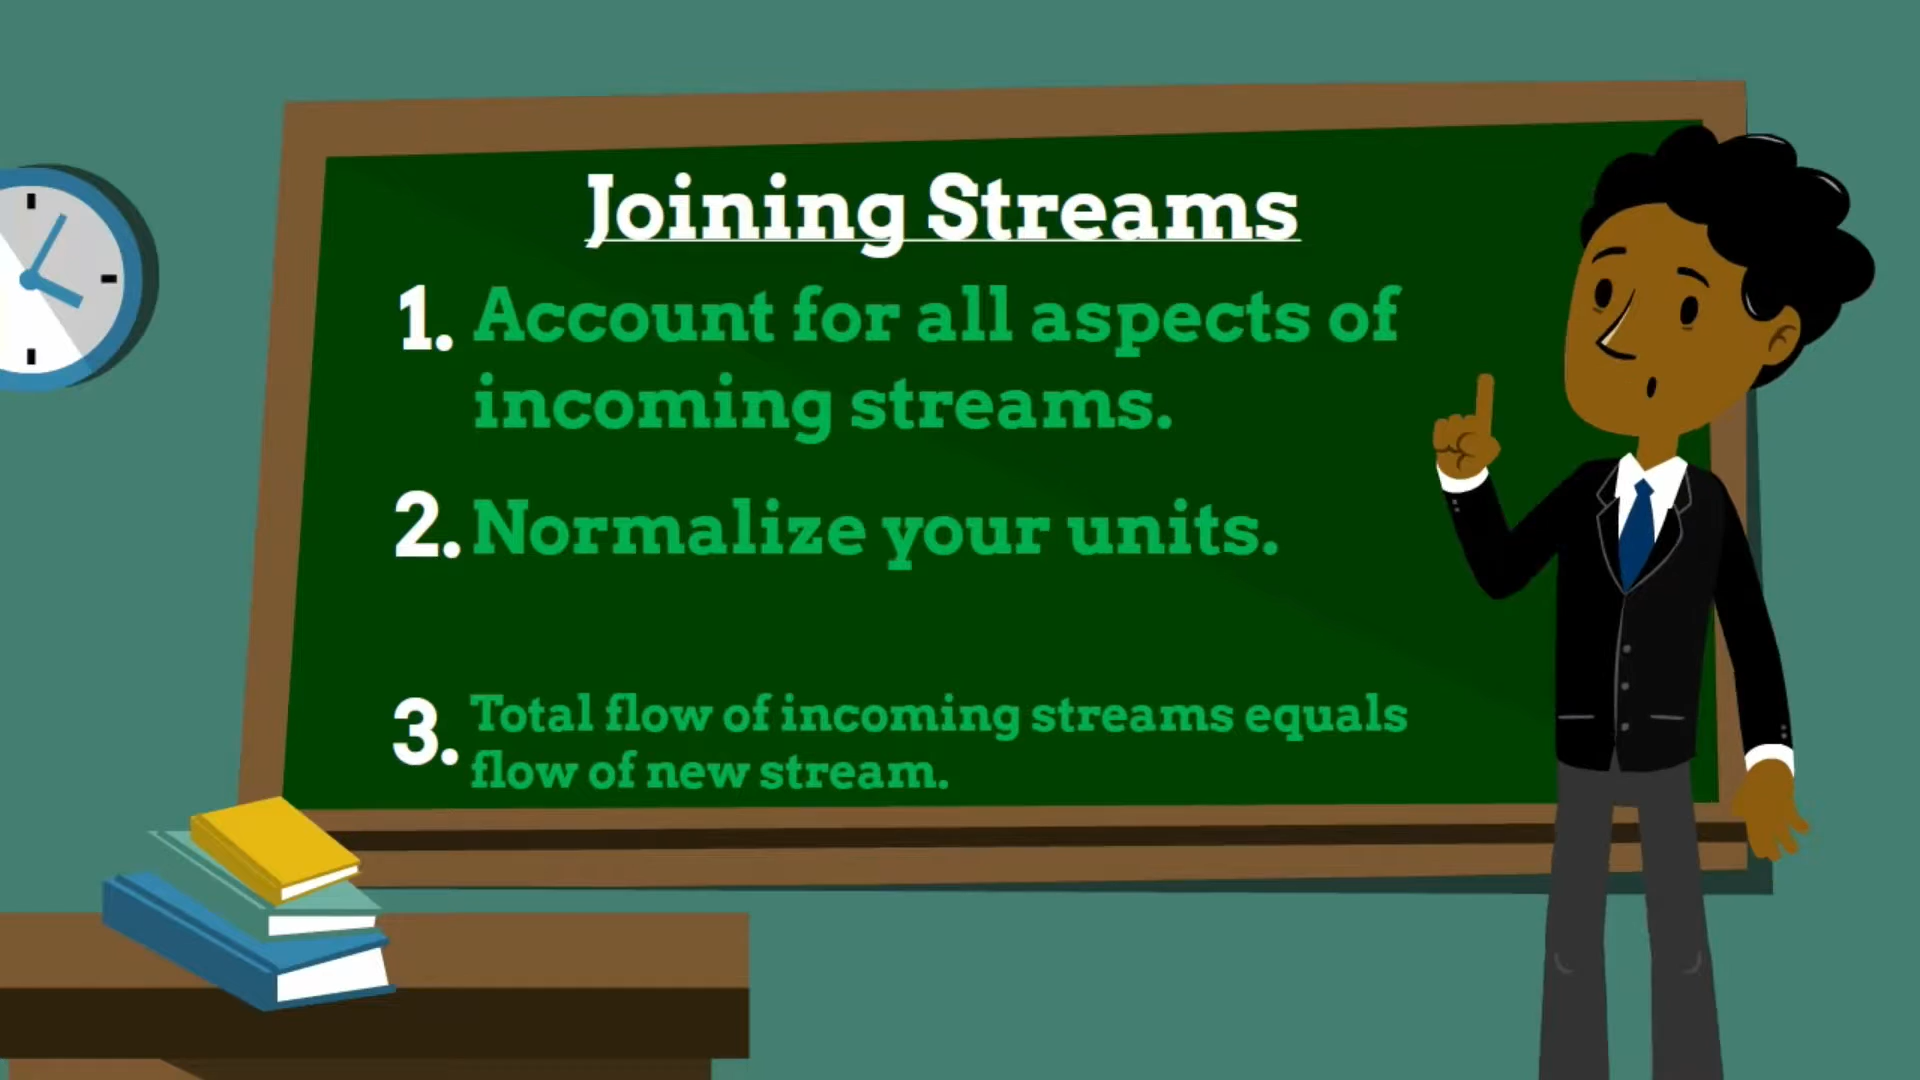 Joining Streams
1. Account for all aspects of
incoming streams.
2. Normalize your units.
3. Total flow of incoming streams equals
flow of new stream.